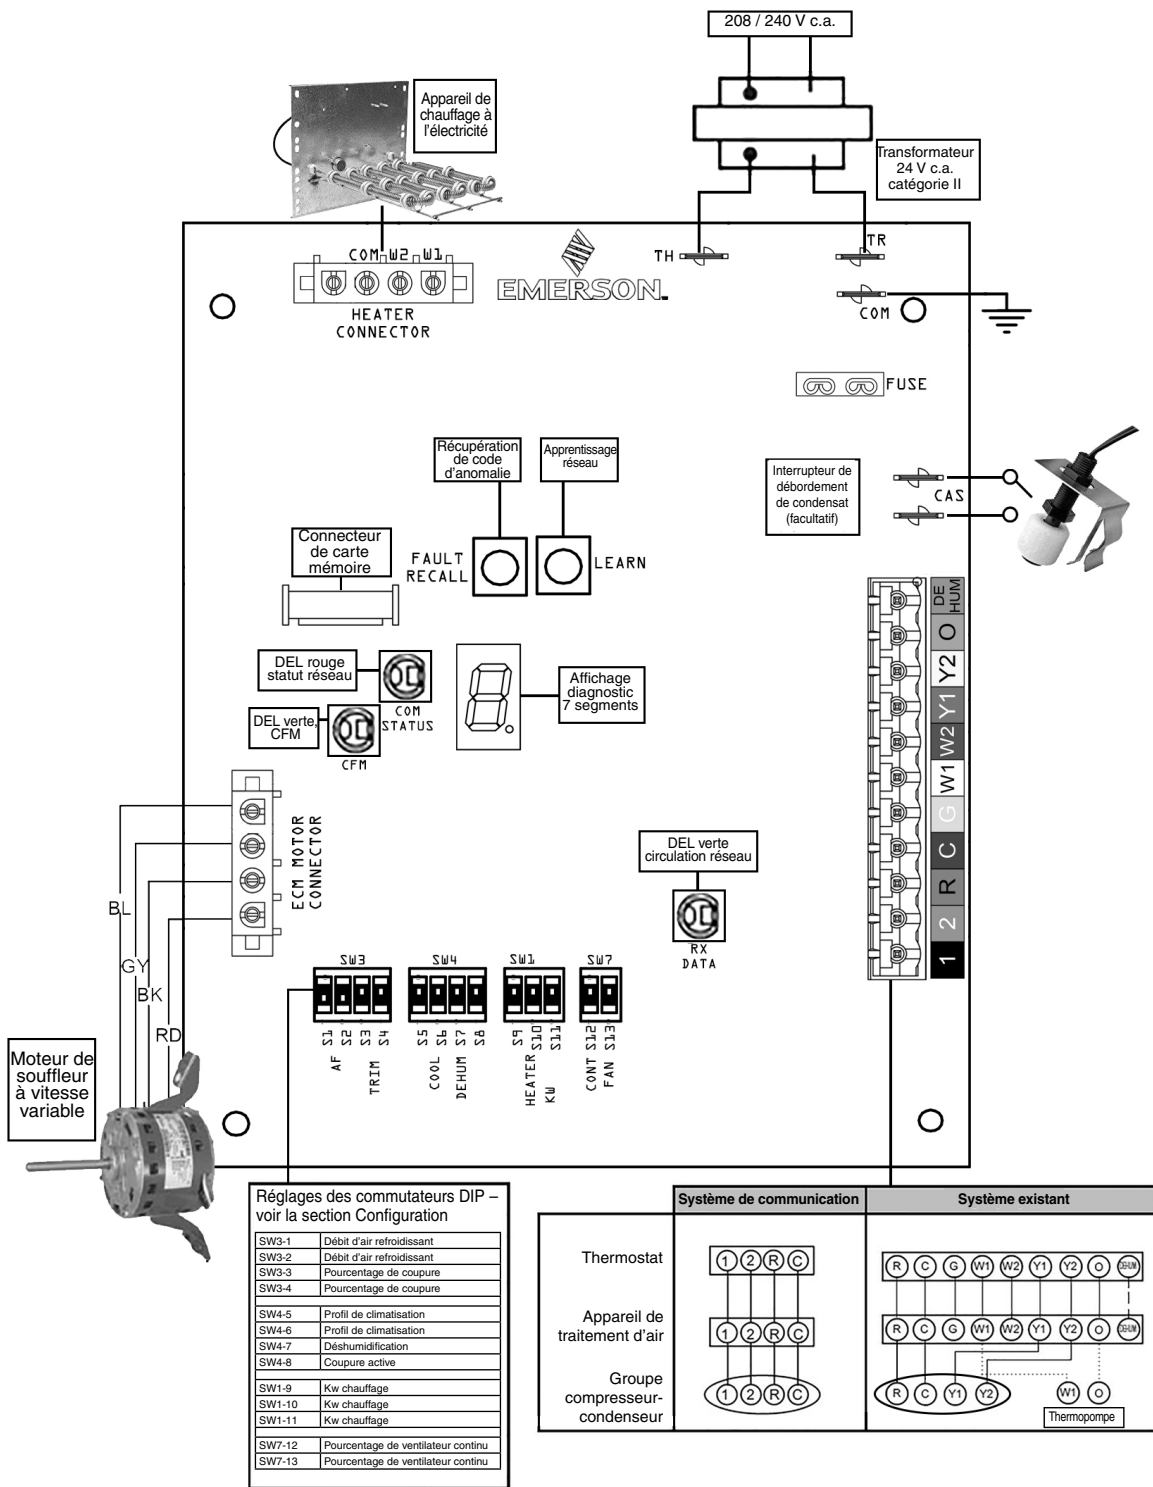 208 / 240 V c.a.
Appareil de
chauffage à
l'électricité
Transformateur
24 V c.a.
catégorie II
TH
TR
COM W2 W1
EMERSON
COM
HEATER
CONNECTOR
FUSE
Récupération
de code
d'anomalie
Apprentissage
réseau
Interrupteur de
débordement
de condensat
(facultatif)
CAS
Connecteur
de carte
mémoire
FAULT
RECALL
LEARN
DEL rouge
statut réseau
COM
STATUS
DEL verte,
CFM
CFM
Affichage
diagnostic
7 segments
DE
HUM
O
Y2
Y1
W2
W1
G
C
R
2
1
ECM MOTOR
CONNECTOR
DEL verte
circulation réseau
RX
DATA
BL
GY
BK
RD
SW3
SW4
SW1
SW7
S1
S2
S3
S4
S5
S6
S7
S8
S9
S10
S11
S12
S13
AF
TRIM
COOL
DEHUM
HEATER
KW
CONT
FAN
Moteur de
souffleur
à vitesse
variable
Réglages des commutateurs DIP –
voir la section Configuration
SW3-1 Débit d'air refroidissant
SW3-2 Débit d'air refroidissant
SW3-3 Pourcentage de coupure
SW3-4 Pourcentage de coupure
SW4-5 Profil de climatisation
SW4-6 Profil de climatisation
SW4-7 Déshumidification
SW4-8 Coupure active
SW1-9 Kw chauffage
SW1-10 Kw chauffage
SW1-11 Kw chauffage
SW7-12 Pourcentage de ventilateur continu
SW7-13 Pourcentage de ventilateur continu
Système de communication Système existant
Thermostat 1 2 R C R C G W1 W2 Y1 Y2 O DEHUM
Appareil de
traitement d'air 1 2 R C R C G W1 W2 Y1 Y2 O DEHUM
Groupe
compresseur-
condenseur 1 2 R C R C Y1 Y2 W1 O
Thermopompe